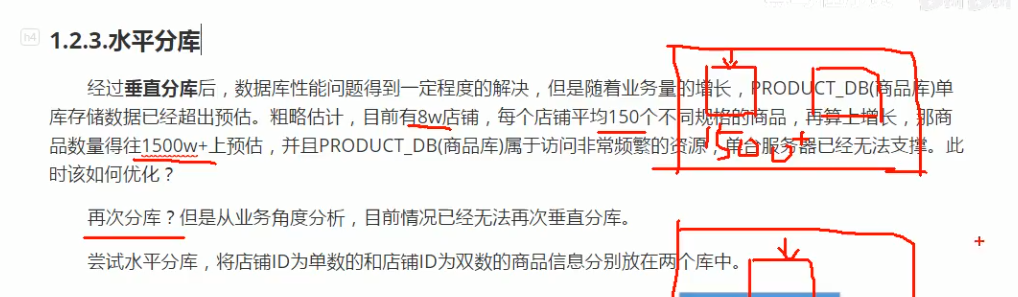 h4
1.2.3.水平分库
经过垂直分库后，数据库性能问题得到一定程度的解决，但是随着业务量的增长，PRODUCT_DB(商品库)单
库存储数据已经超出预估。粗略估计，目前有8w店铺，每个店铺平均150个不同规格的商品，再算上增长，那商
品数量得往1500w+上预估，并且PRODUCT_DB(商品库)属于访问非常频繁的资源，单台服务器已经无法支撑。此
时该如何优化？
1500+
再次分库？但是从业务角度分析，目前情况已经无法再次垂直分库。
尝试水平分库，将店铺ID为单数的和店铺ID为双数的商品信息分别放在两个库中。